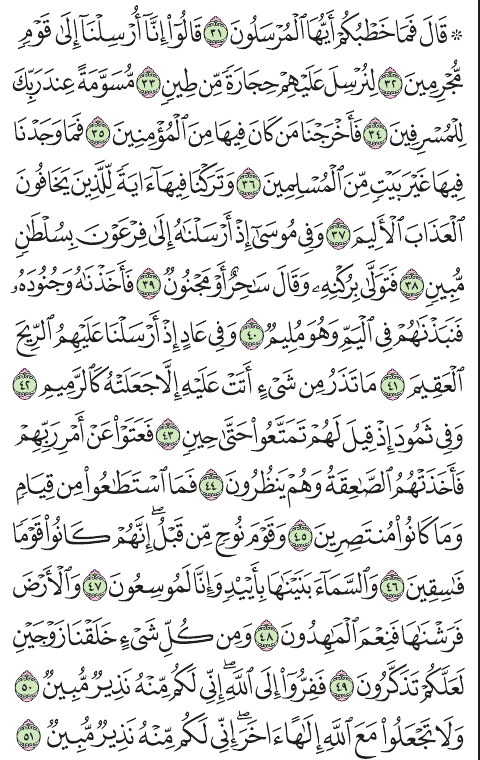 ۞ قَالَ فَمَا خَطْبُكُمْ أَيُّهَا ٱلْمُرْسَلُونَ ٣١ قَالُوٓا۟ إِنَّآ أُرْسِلْنَآ إِلَىٰ قَوْمٍ
مُّجْرِمِينَ ٣٢ لِنُرْسِلَ عَلَيْهِمْ حِجَارَةً مِّن طِينٍ ٣٣ مُّسَوَّمَةً عِندَ رَبِّكَ
لِلْمُسْرِفِينَ ٣٤ فَأَخْرَجْنَا مَن كَانَ فِيهَا مِنَ ٱلْمُؤْمِنِينَ ٣٥ فَمَا وَجَدْنَا
فِيهَا غَيْرَ بَيْتٍ مِّنَ ٱلْمُسْلِمِينَ ٣٦ وَتَرَكْنَا فِيهَآ ءَايَةً لِّلَّذِينَ يَخَافُونَ
ٱلْعَذَابَ ٱلْأَلِيمَ ٣٧ وَفِى مُوسَىٰٓ إِذْ أَرْسَلْنَٰهُ إِلَىٰ فِرْعَوْنَ بِسُلْطَٰنٍ
مُّبِينٍ ٣٨ فَتَوَلَّىٰ بِرُكْنِهِۦ وَقَالَ سَٰحِرٌ أَوْ مَجْنُونٌ ٣٩ فَأَخَذْنَٰهُ وَجُنُودَهُۥ
فَنَبَذْنَٰهُمْ فِى ٱلْيَمِّ وَهُوَ مُلِيمٌ ٤٠ وَفِى عَادٍ إِذْ أَرْسَلْنَا عَلَيْهِمُ ٱلرِّيحَ
ٱلْعَقِيمَ ٤١ مَا تَذَرُ مِن شَىْءٍ أَتَتْ عَلَيْهِ إِلَّا جَعَلَتْهُ كَٱلرَّمِيمِ ٤٢
وَفِى ثَمُودَ إِذْ قِيلَ لَهُمْ تَمَتَّعُوا۟ حَتَّىٰ حِينٍ ٤٣ فَعَتَوْا۟ عَنْ أَمْرِ رَبِّهِمْ
فَأَخَذَتْهُمُ ٱلصَّٰعِقَةُ وَهُمْ يَنظُرُونَ ٤٤ فَمَا ٱسْتَطَٰعُوا۟ مِن قِيَامٍ
وَمَا كَانُوا۟ مُنتَصِرِينَ ٤٥ وَقَوْمَ نُوحٍ مِّن قَبْلُ ۖ إِنَّهُمْ كَانُوا۟ قَوْمًا
فَٰسِقِينَ ٤٦ وَٱلسَّمَآءَ بَنَيْنَٰهَا بِأَيْي۟دٍ وَإِنَّا لَمُوسِعُونَ ٤٧ وَٱلْأَرْضَ
فَرَشْنَٰهَا فَنِعْمَ ٱلْمَٰهِدُونَ ٤٨ وَمِن كُلِّ شَىْءٍ خَلَقْنَا زَوْجَيْنِ
لَعَلَّكُمْ تَذَكَّرُونَ ٤٩ فَفِرُّوٓا۟ إِلَى ٱللَّهِ ۖ إِنِّى لَكُم مِّنْهُ نَذِيرٌ مُّبِينٌ ٥٠
وَلَا تَجْعَلُوا۟ مَعَ ٱللَّهِ إِلَٰهًا ءَاخَرَ ۖ إِنِّى لَكُم مِّنْهُ نَذِيرٌ مُّبِينٌ ٥١